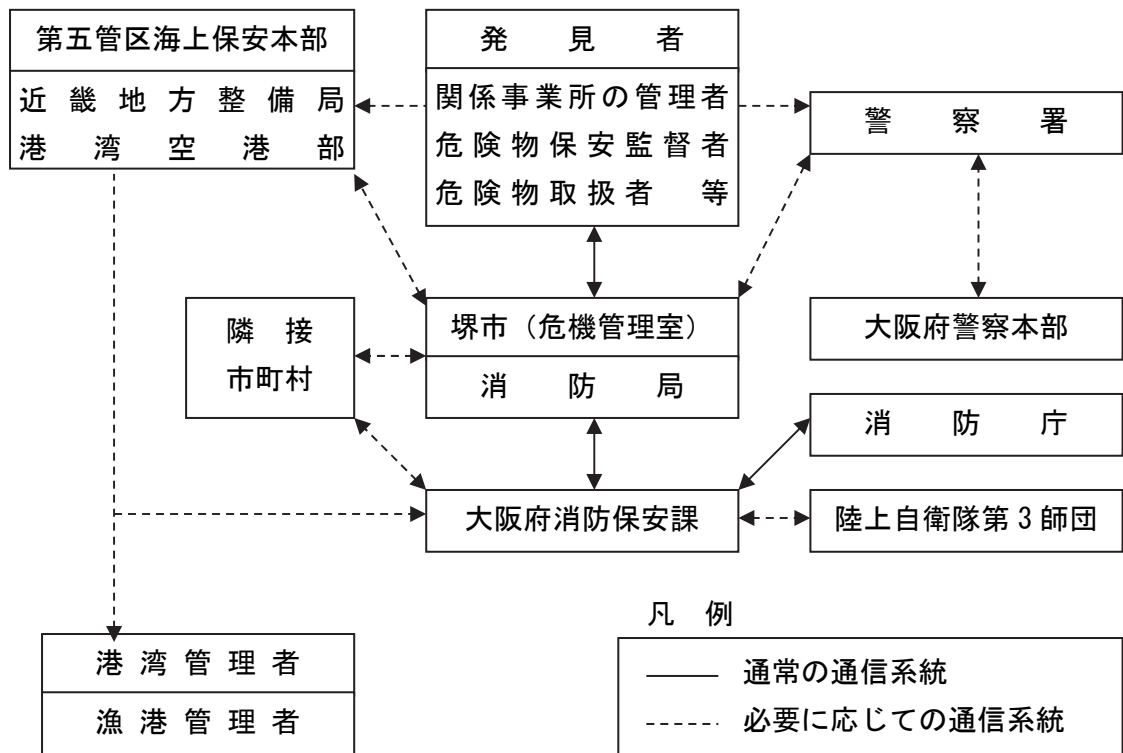 第五管区海上保安本部
近畿地方整備局
港湾空港部
発見者
関係事業所の管理者
危険物保安監督者
危険物取扱者 等
警察署
隣接
市町村
堺市（危機管理室）
消防局
大阪府警察本部
消防庁
大阪府消防保安課
陸上自衛隊第3師団
港湾管理者
漁港管理者
凡 例
通常の通信系統
必要に応じての通信系統